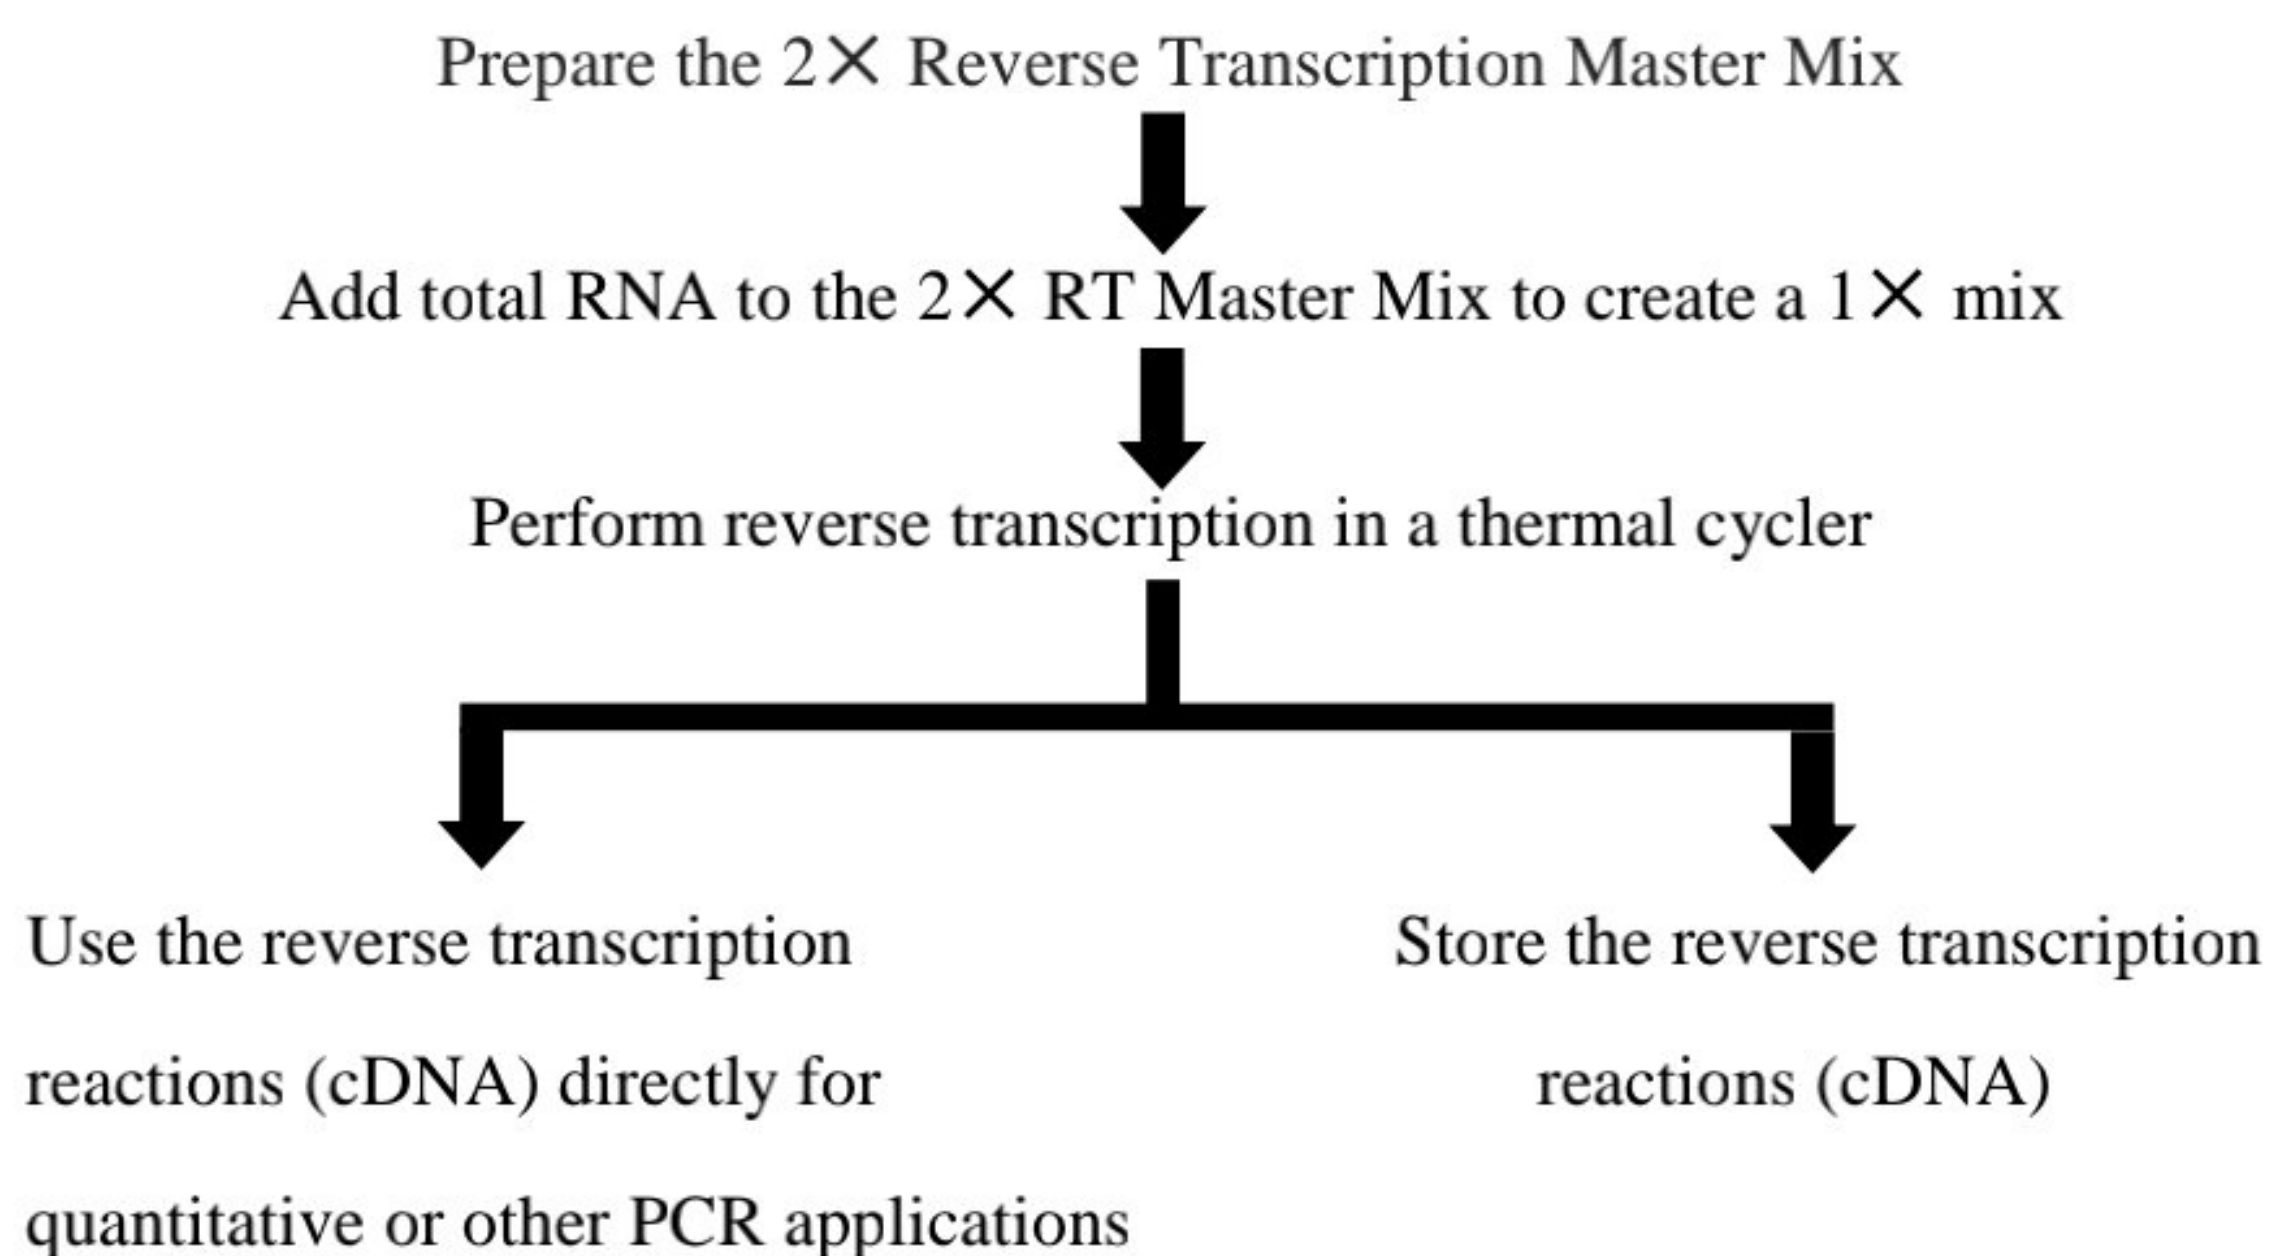 Prepare the 2× Reverse Transcription Master Mix
Add total RNA to the 2× RT Master Mix to create a 1× mix
Perform reverse transcription in a thermal cycler
Use the reverse transcription
reactions (cDNA) directly for
quantitative or other PCR applications
Store the reverse transcription
reactions (cDNA)